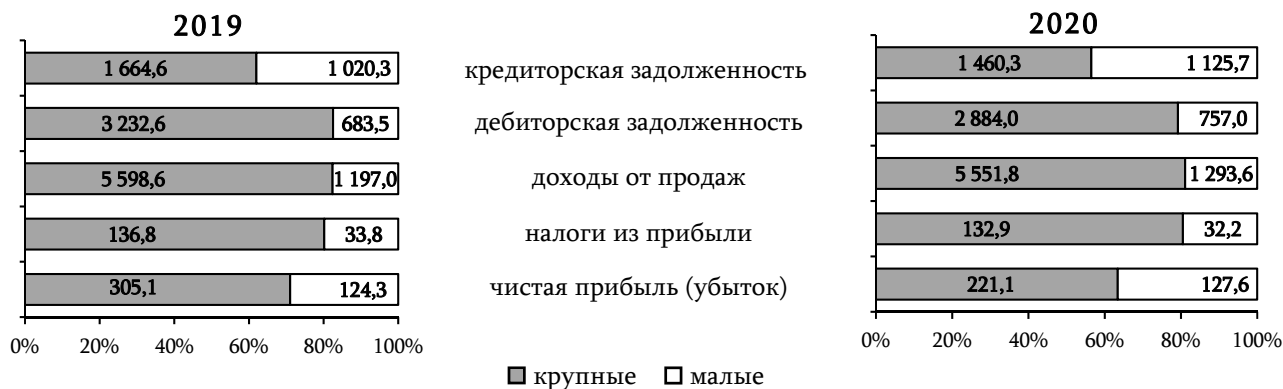 2019
2020
1 664,6 1 020,3 кредиторская задолженность 1 460,3 1 125,7
3 232,6 683,5 дебиторская задолженность 2 884,0 757,0
5 598,6 1 197,0 доходы от продаж 5 551,8 1 293,6
136,8 33,8 налоги из прибыли 132,9 32,2
305,1 124,3 чистая прибыль (убыток) 221,1 127,6
0% 20% 40% 60% 80% 100% 0% 20% 40% 60% 80% 100%
крупные малые